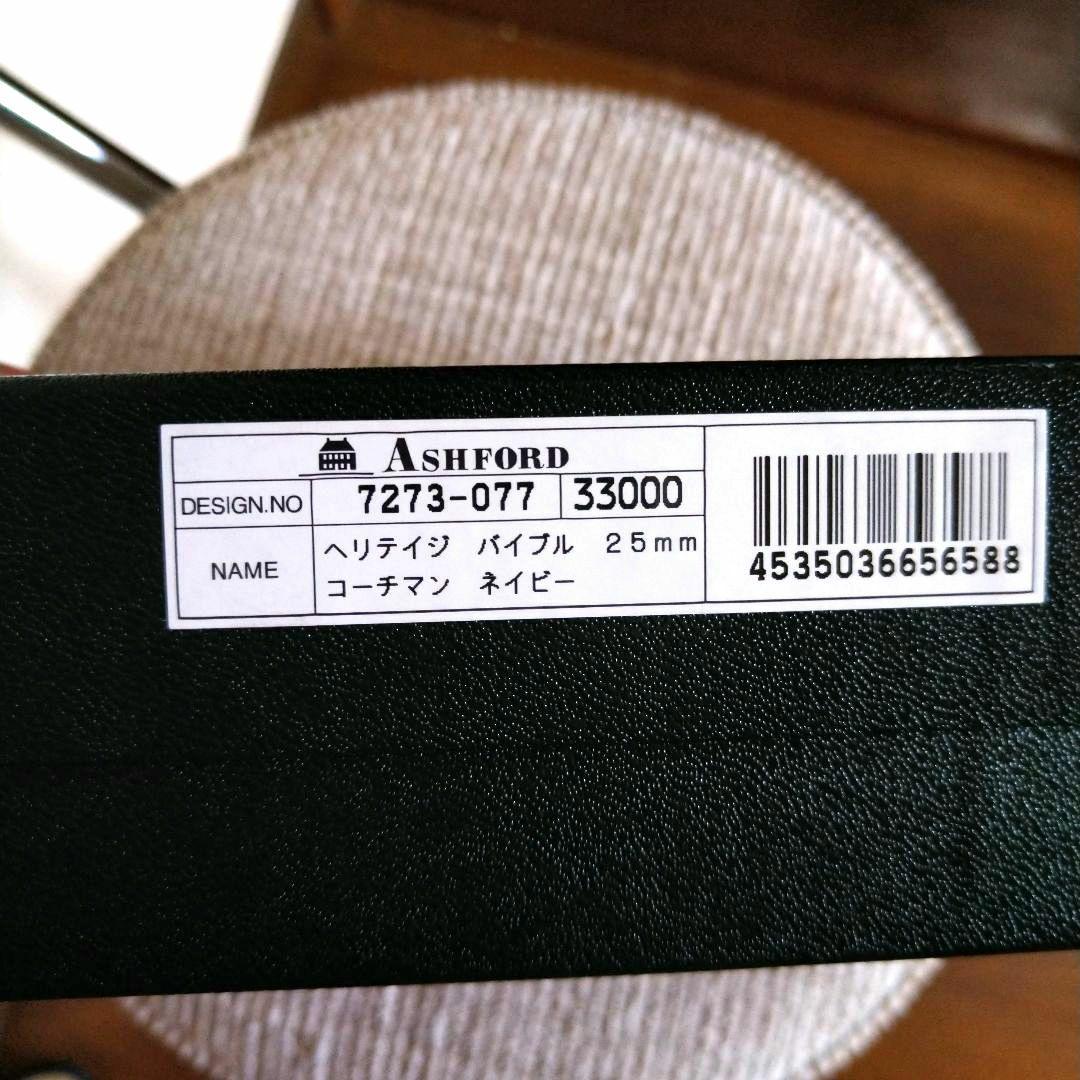 ASHFORD
DESIGN.NO 7273-077 33000
NAME ヘリテイジ バイブル 25mm
コーチマン ネイビー
4535036656588